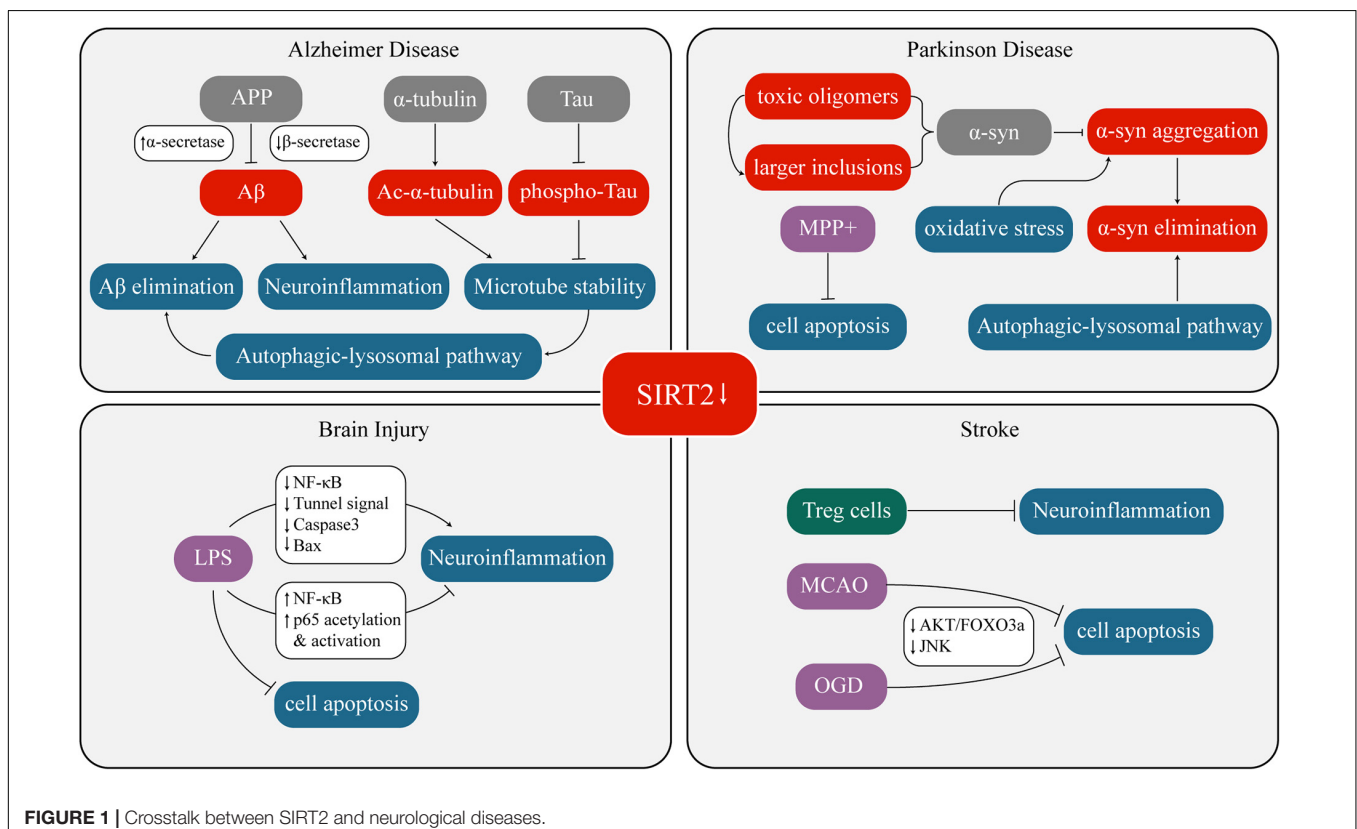 Alzheimer Disease
APP
α-tubulin
Tau
↑α-secretase
↓β-secretase
Aβ
Ac-α-tubulin
phospho-Tau
Aβ elimination
Neuroinflammation
Microtube stability
Autophagic-lysosomal pathway
Parkinson Disease
toxic oligomers
α-syn
α-syn aggregation
larger inclusions
MPP+
oxidative stress
α-syn elimination
cell apoptosis
Autophagic-lysosomal pathway
SIRT2↓
Brain Injury
↓NF-κB
↓Tunnel signal
↓Caspase3
↓Bax
LPS
Neuroinflammation
↑NF-κB
↑p65 acetylation
& activation
cell apoptosis
Stroke
Treg cells
Neuroinflammation
MCAO
↓AKT/FOXO3a
↓JNK
cell apoptosis
OGD
FIGURE 1 | Crosstalk between SIRT2 and neurological diseases.